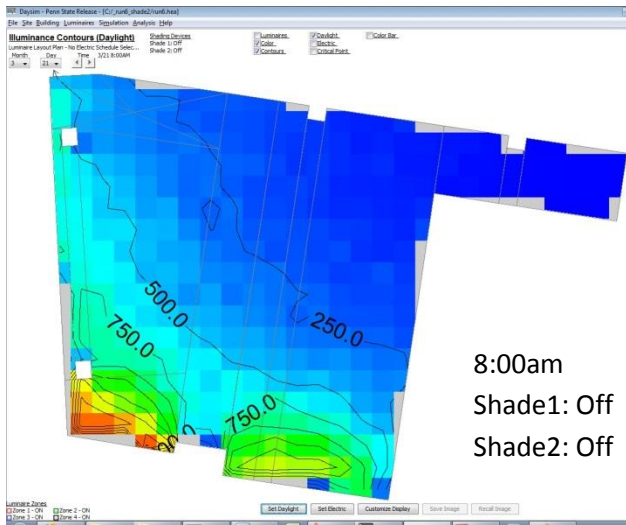 Daysim - Penn State Release - [C:/_run6_shade2/run6.hea]
File Site Building Luminaires Simulation Analysis Help
Illuminance Contours (Daylight)
Luminaire Layout Plan - No Electric Schedule Selec...
Month Day Time 3/21 8:00AM
3 21
Shading Devices
Shade 1: Off
Shade 2: Off
Luminaires Daylight Color Bar
Color Electric
Contours Critical Point
500.0
250.0
750.0
750.0
8:00am
Shade1: Off
Shade2: Off
Luminaire Zones
Zone 1 - ON Zone 2 - ON
Zone 3 - ON Zone 4 - ON
Set Daylight Set Electric Customize Display Save Image Recall Image